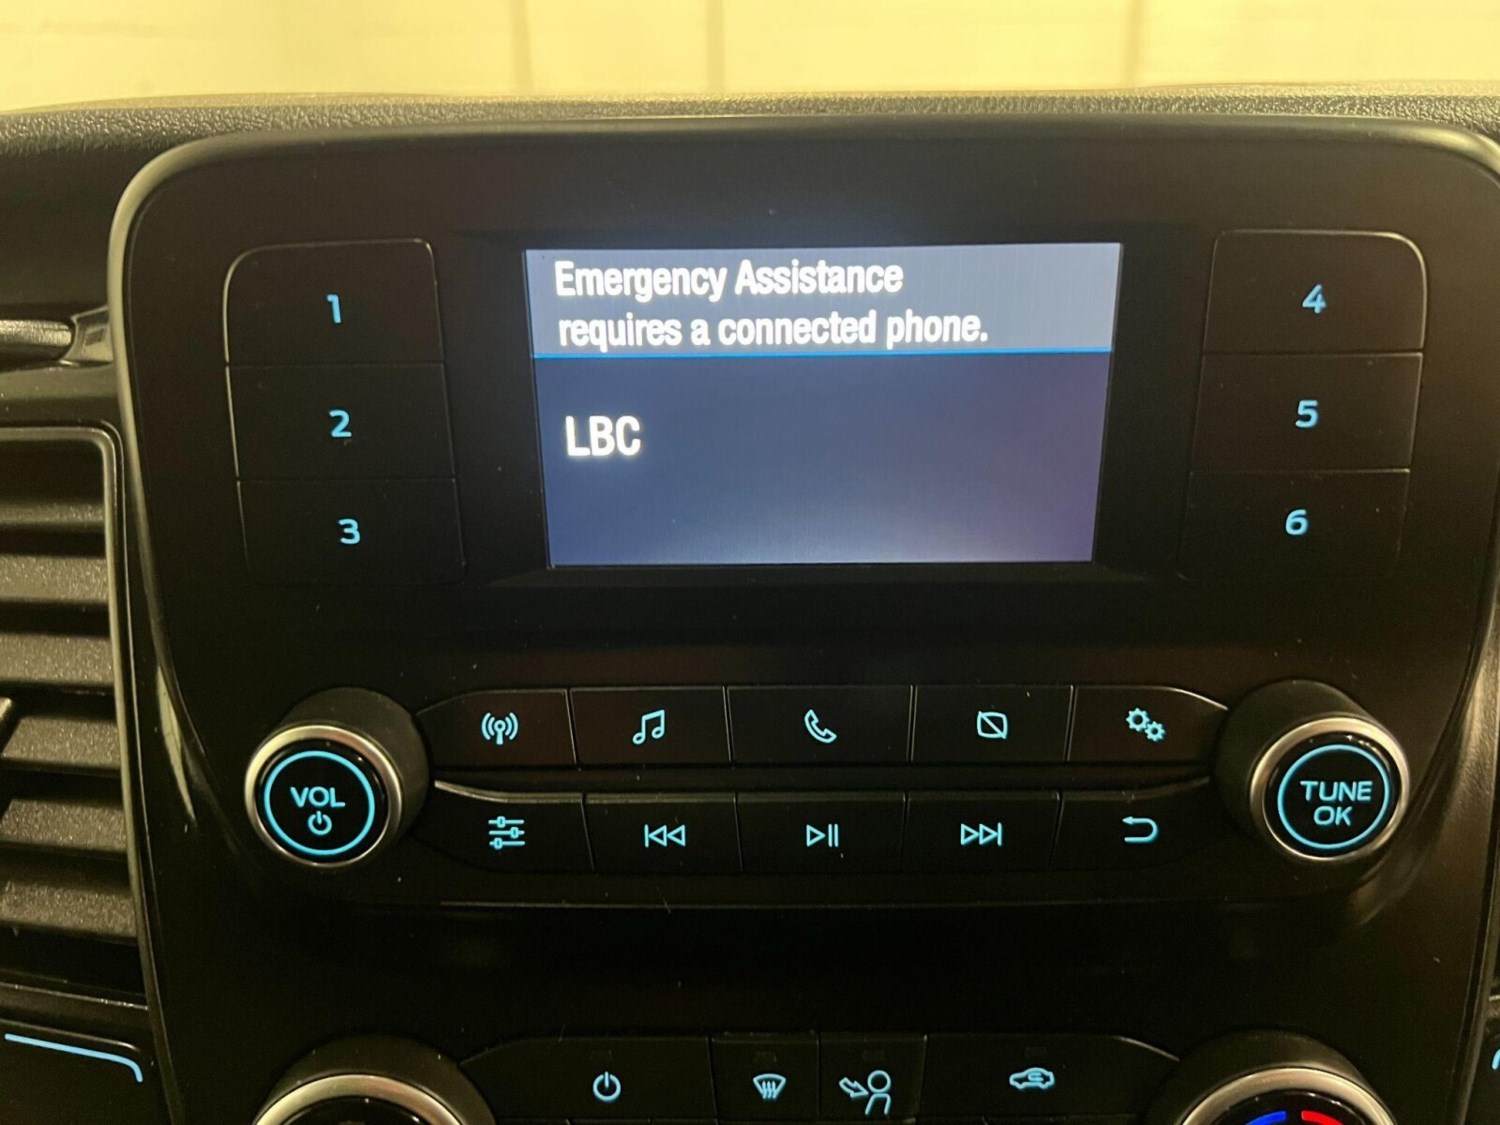 Emergency Assistance
requires a connected phone.
LBC
1
2
3
4
5
6
VOL
TUNE
OK